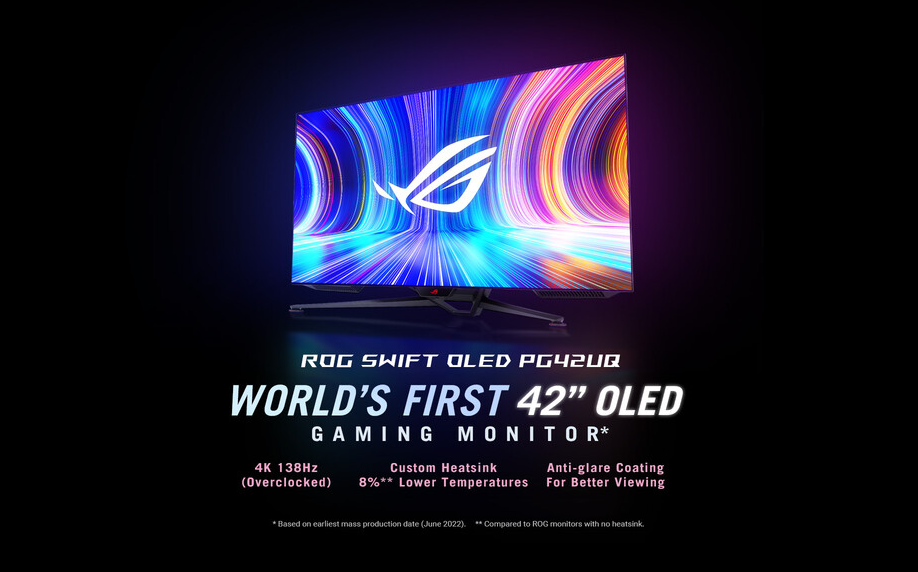 ROG SWIFT OLED PG42UQ
WORLD'S FIRST 42” OLED
GAMING MONITOR*
4K 138Hz
(Overclocked)
Custom Heatsink
8%** Lower Temperatures
Anti-glare Coating
For Better Viewing
* Based on earliest mass production date (June 2022). ** Compared to ROG monitors with no heatsink.